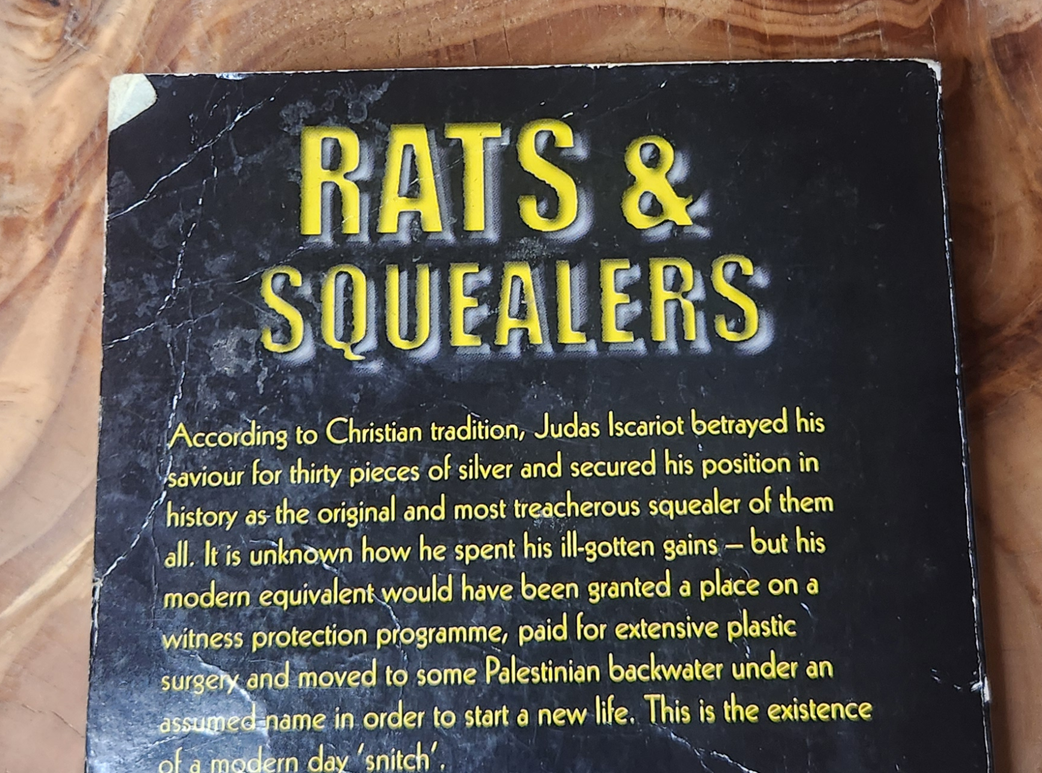 RATS &
SQUEALERS
According to Christian tradition, Judas Iscariot betrayed his
saviour for thirty pieces of silver and secured his position in
history as the original and most treacherous squealer of them
all. It is unknown how he spent his ill-gotten gains – but his
modern equivalent would have been granted a place on a
witness protection programme, paid for extensive plastic
surgery and moved to some Palestinian backwater under an
assumed name in order to start a new life. This is the existence
of a modern day 'snitch'.